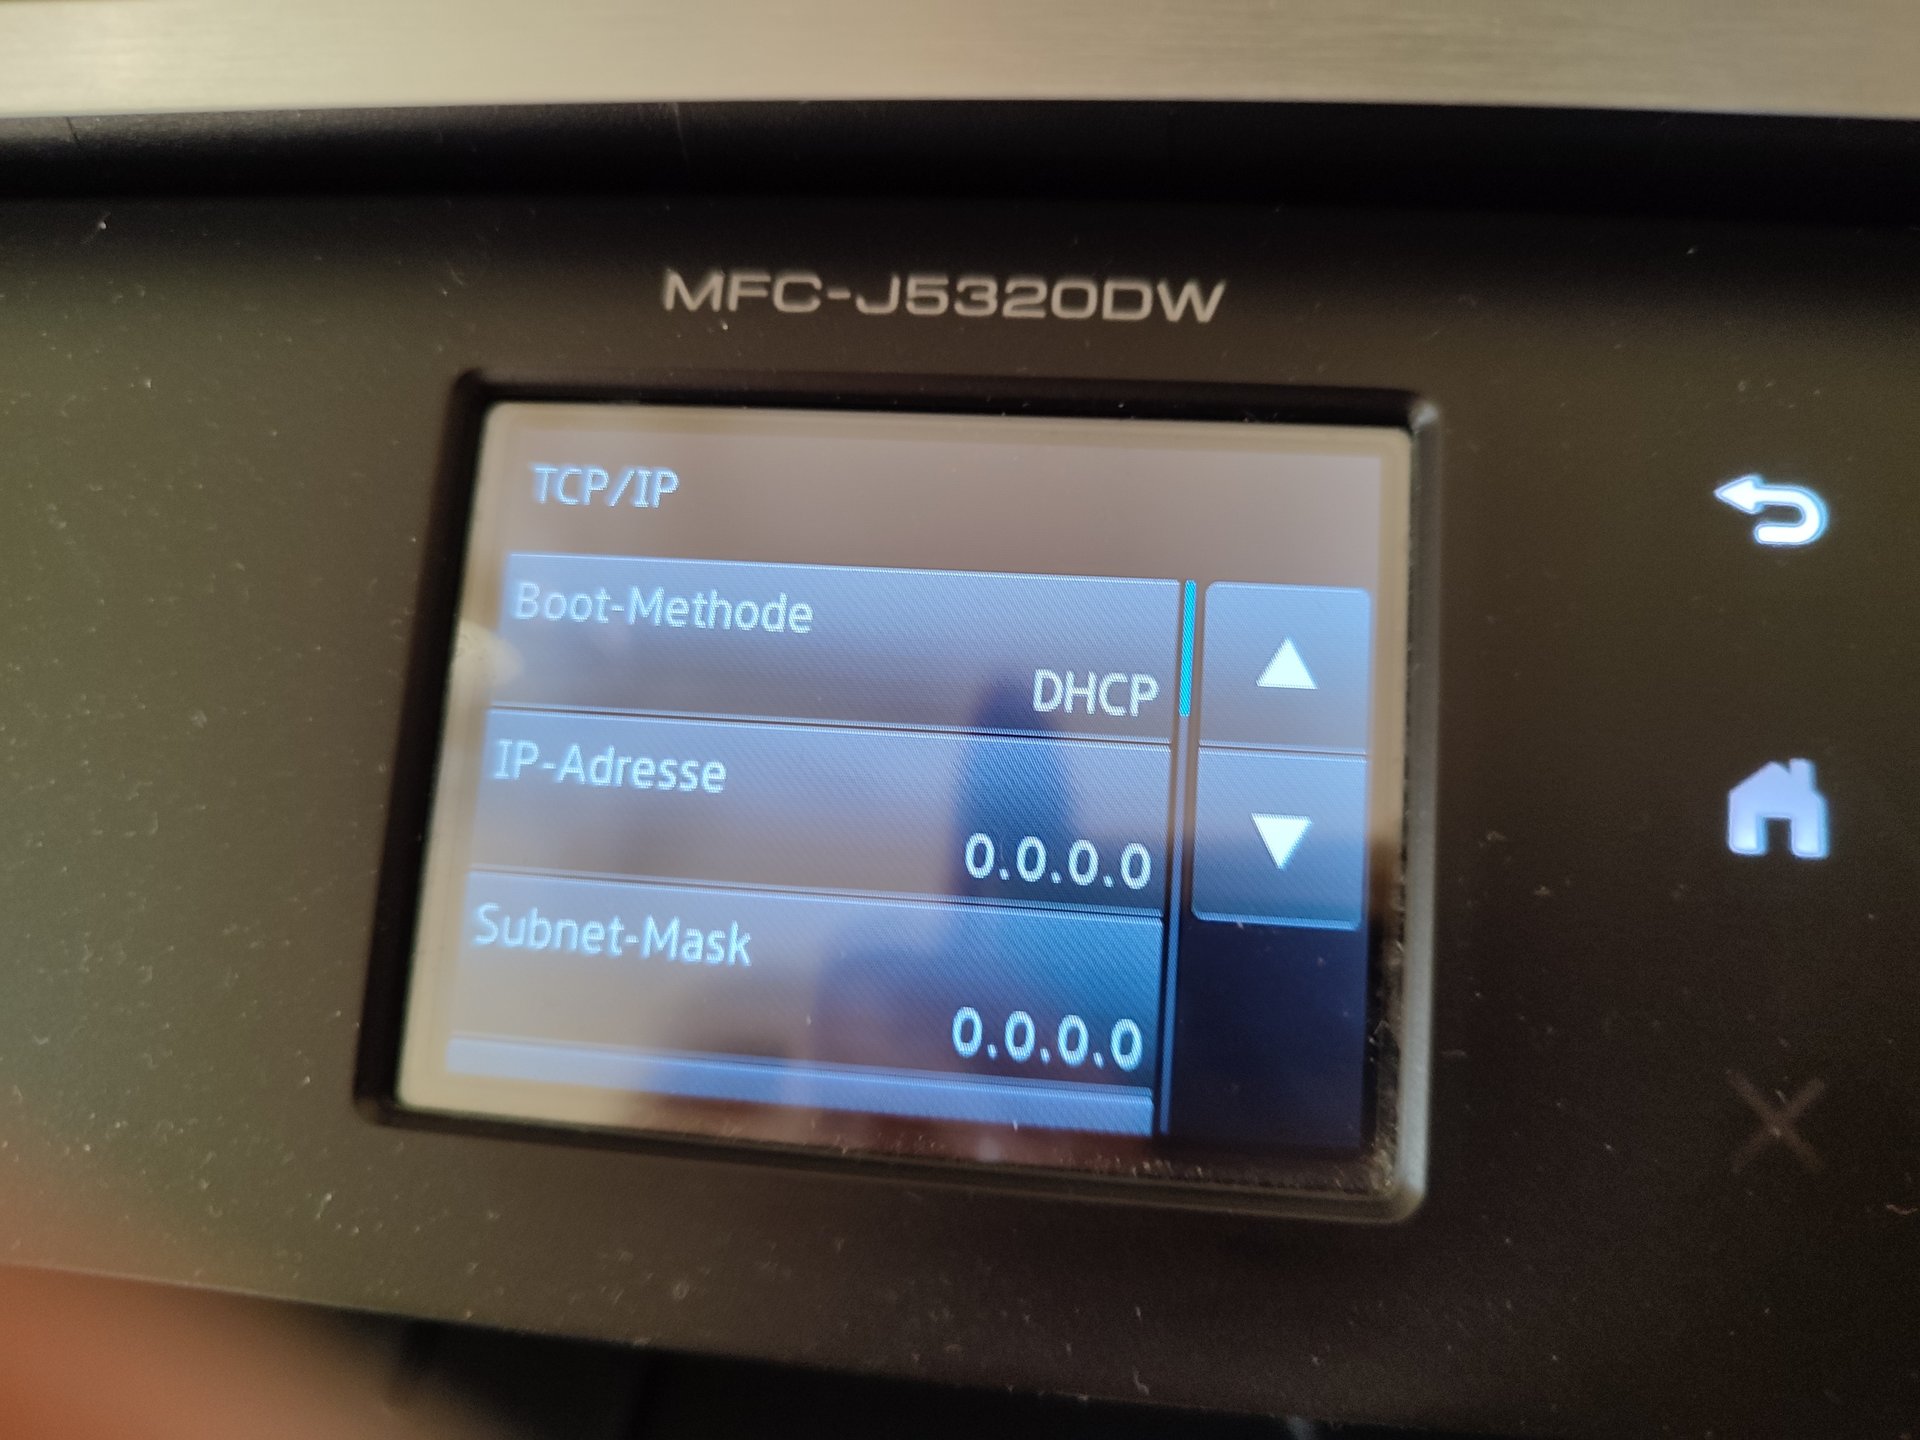 MFC-J5320DW
TCP/IP
Boot-Methode
DHCP
IP-Adresse
0.0.0.0
Subnet-Mask
0.0.0.0